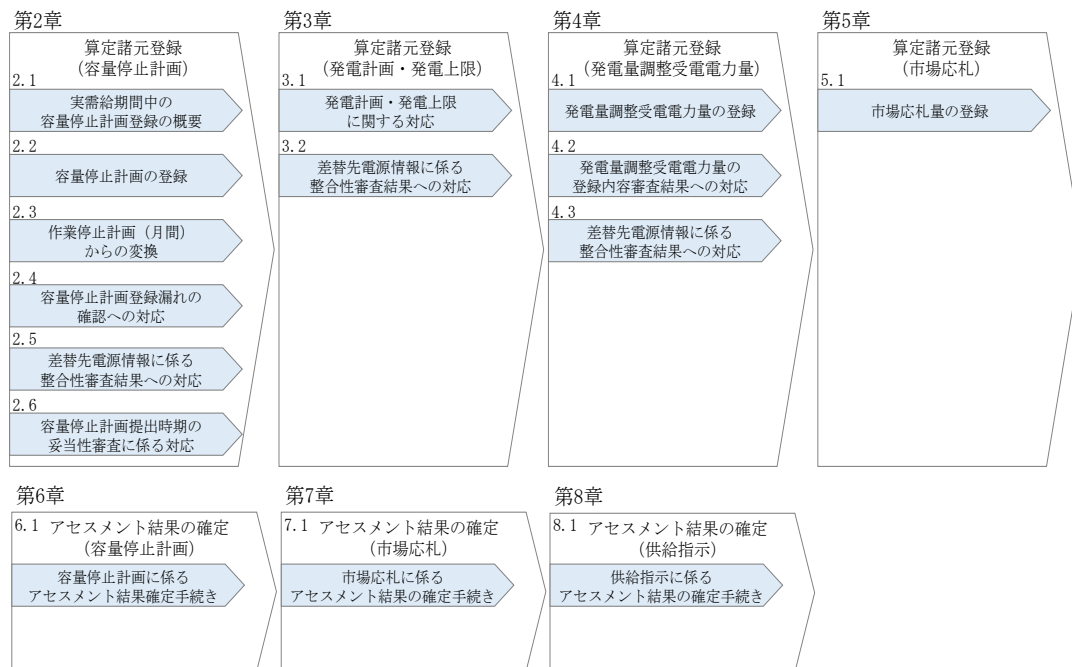 第2章
算定諸元登録
(容量停止計画)
2.1
実需給期間中の
容量停止計画登録の概要
2.2
容量停止計画の登録
2.3
作業停止計画（月間）
からの変換
2.4
容量停止計画登録漏れの
確認への対応
2.5
差替先電源情報に係る
整合性審査結果への対応
2.6
容量停止計画提出時期の
妥当性審査に係る対応
第3章
算定諸元登録
(発電計画・発電上限)
3.1
発電計画・発電上限
に関する対応
3.2
差替先電源情報に係る
整合性審査結果への対応
第4章
算定諸元登録
(発電量調整受電電力量)
4.1
発電量調整受電電力量の登録
4.2
発電量調整受電電力量の
登録内容審査結果への対応
4.3
差替先電源情報に係る
整合性審査結果への対応
第5章
算定諸元登録
(市場応札)
5.1
市場応札量の登録
第6章
6.1 アセスメント結果の確定
(容量停止計画)
容量停止計画に係る
アセスメント結果確定手続き
第7章
7.1 アセスメント結果の確定
(市場応札)
市場応札に係る
アセスメント結果の確定手続き
第8章
8.1 アセスメント結果の確定
(供給指示)
供給指示に係る
アセスメント結果の確定手続き